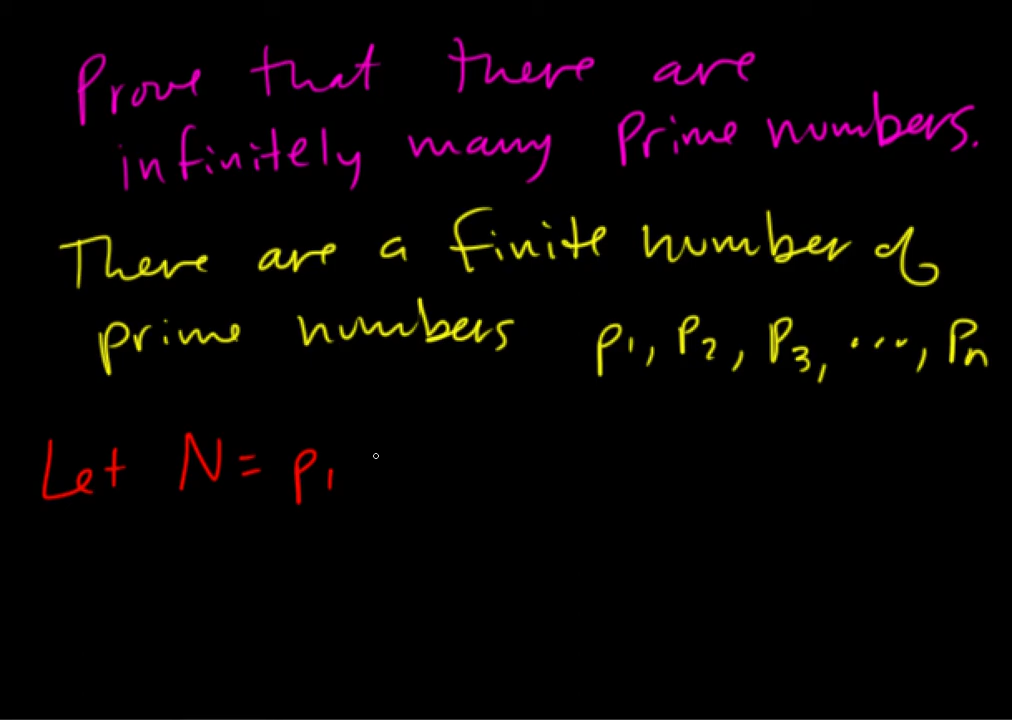 Prove that there are
infinitely many Prime numbers.
There are a finite number of
prime numbers p₁, p₂, p₃, ..., pₙ
Let N = p₁